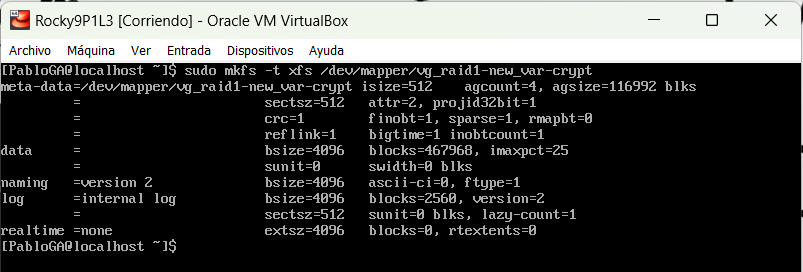 Rocky9P1L3 [Corriendo] - Oracle VM VirtualBox
Archivo Máquina Ver Entrada Dispositivos Ayuda
[PabloGA@localhost ~]$ sudo mkfs -t xfs /dev/mapper/vg_raid1-new_var-crypt
meta-data=/dev/mapper/vg_raid1-new_var-crypt isize=512    agcount=4, agsize=116992 blks
         =                       sectsz=512   attr=2, projid32bit=1
         =                       crc=1        finobt=1, sparse=1, rmapbt=0
         =                       reflink=1    bigtime=1 inobtcount=1
data     =                       bsize=4096   blocks=467968, imaxpct=25
         =                       sunit=0      swidth=0 blks
naming   =version 2              bsize=4096   ascii-ci=0, ftype=1
log      =internal log           bsize=4096   blocks=2560, version=2
         =                       sectsz=512   sunit=0 blks, lazy-count=1
realtime =none                   extsz=4096   blocks=0, rtextents=0
[PabloGA@localhost ~]$